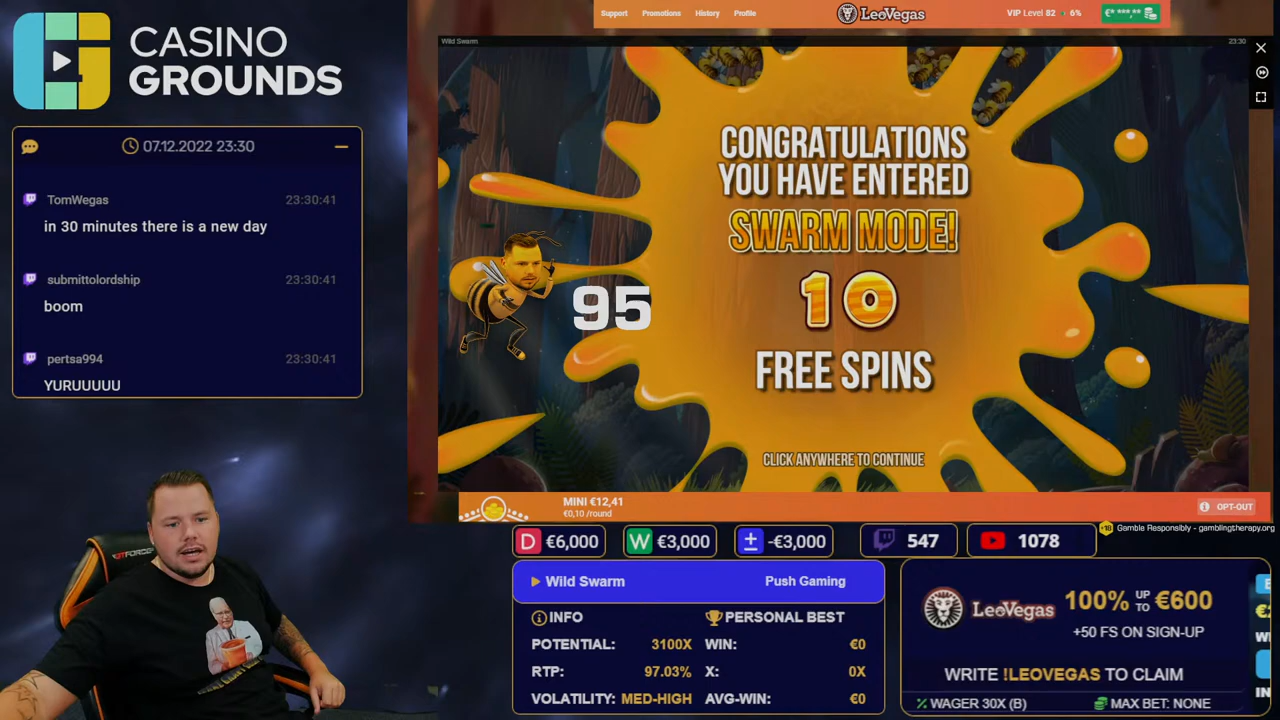 CASINO
GROUNDS
07.12.2022 23:30
TomWegas 23:30:41
in 30 minutes there is a new day
submittolordship 23:30:41
boom
pertsa994 23:30:41
YURUUUUU
Support Promotions History Profile
LeoVegas
VIP Level 82 6%
€* ***,**
Wild Swarm 23:30
CONGRATULATIONS
YOU HAVE ENTERED
SWARM MODE!
10
FREE SPINS
95
CLICK ANYWHERE TO CONTINUE
MINI €12,41
€0,10 /round
OPT-OUT
+18 Gamble Responsibly - gamblingtherapy.org
D €6,000 W €3,000 ± -€3,000 547 1078
Wild Swarm Push Gaming
INFO PERSONAL BEST
POTENTIAL: 3100X WIN: €0
RTP: 97.03% X: 0X
VOLATILITY: MED-HIGH AVG-WIN: €0
LeoVegas 100% UP TO €600
+50 FS ON SIGN-UP
WRITE !LEOVEGAS TO CLAIM
WAGER 30X (B) MAX BET: NONE